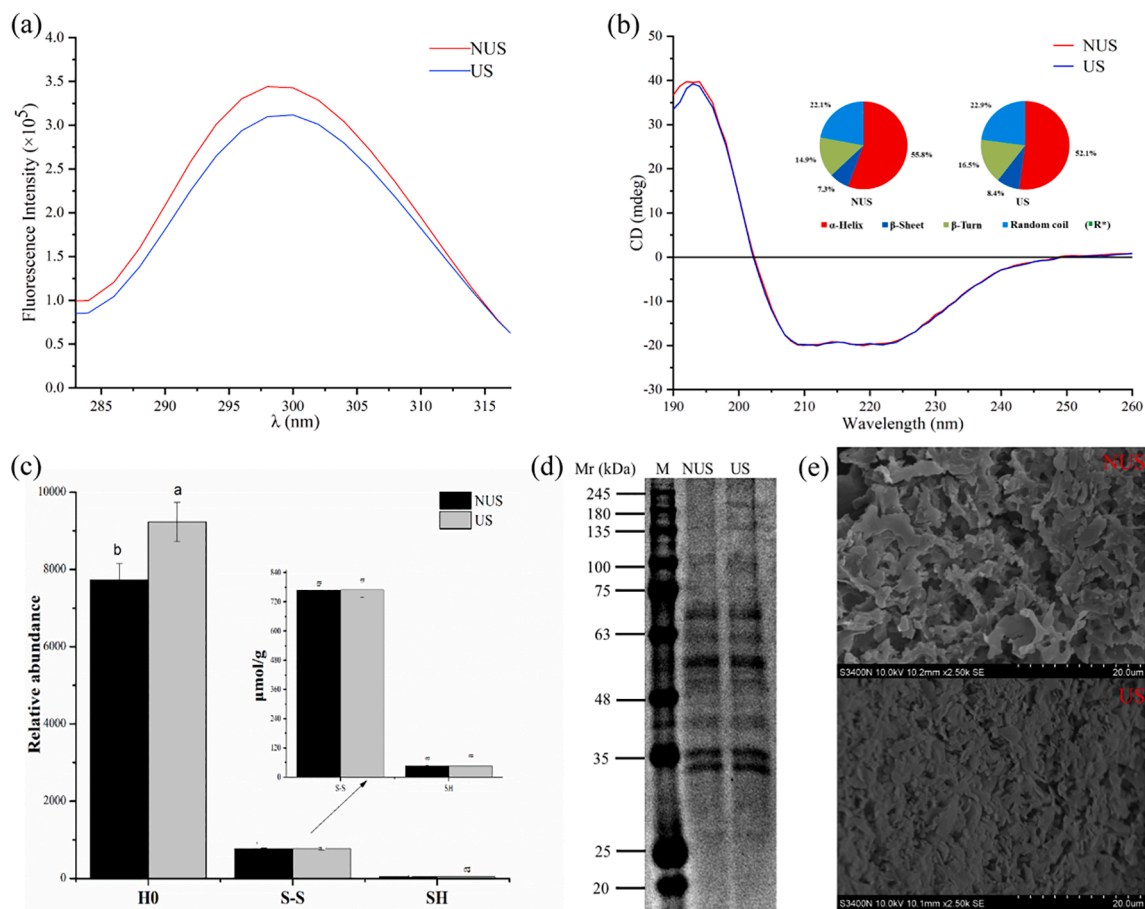 (a)
NUS
US
4.0
3.5
3.0
2.5
2.0
1.5
1.0
0.5
0.0
Fluorescence Intensity (×10⁵)
285 290 295 300 305 310 315
λ (nm)
(b)
NUS
US
50
40
30
20
10
0
-10
-20
-30
CD (mdeg)
22.1%
55.8%
14.9%
7.3%
NUS
22.9%
52.1%
16.5%
8.4%
US
α-Helix β-Sheet β-Turn Random coil (R*)
190 200 210 220 230 240 250 260
Wavelength (nm)
(c)
NUS
US
10000
8000
6000
4000
2000
0
Relative abundance
b a
840
720
600
480
360
240
120
0
μmol/g
a a
a a
S-S SH
a
H0 S-S SH
(d)
Mr (kDa) M NUS US
245
180
135
100
75
63
48
35
25
20
(e)
NUS
S3400N 10.0kV 10.2mm x2.50k SE 20.0um
US
S3400N 10.0kV 10.1mm x2.50k SE 20.0um